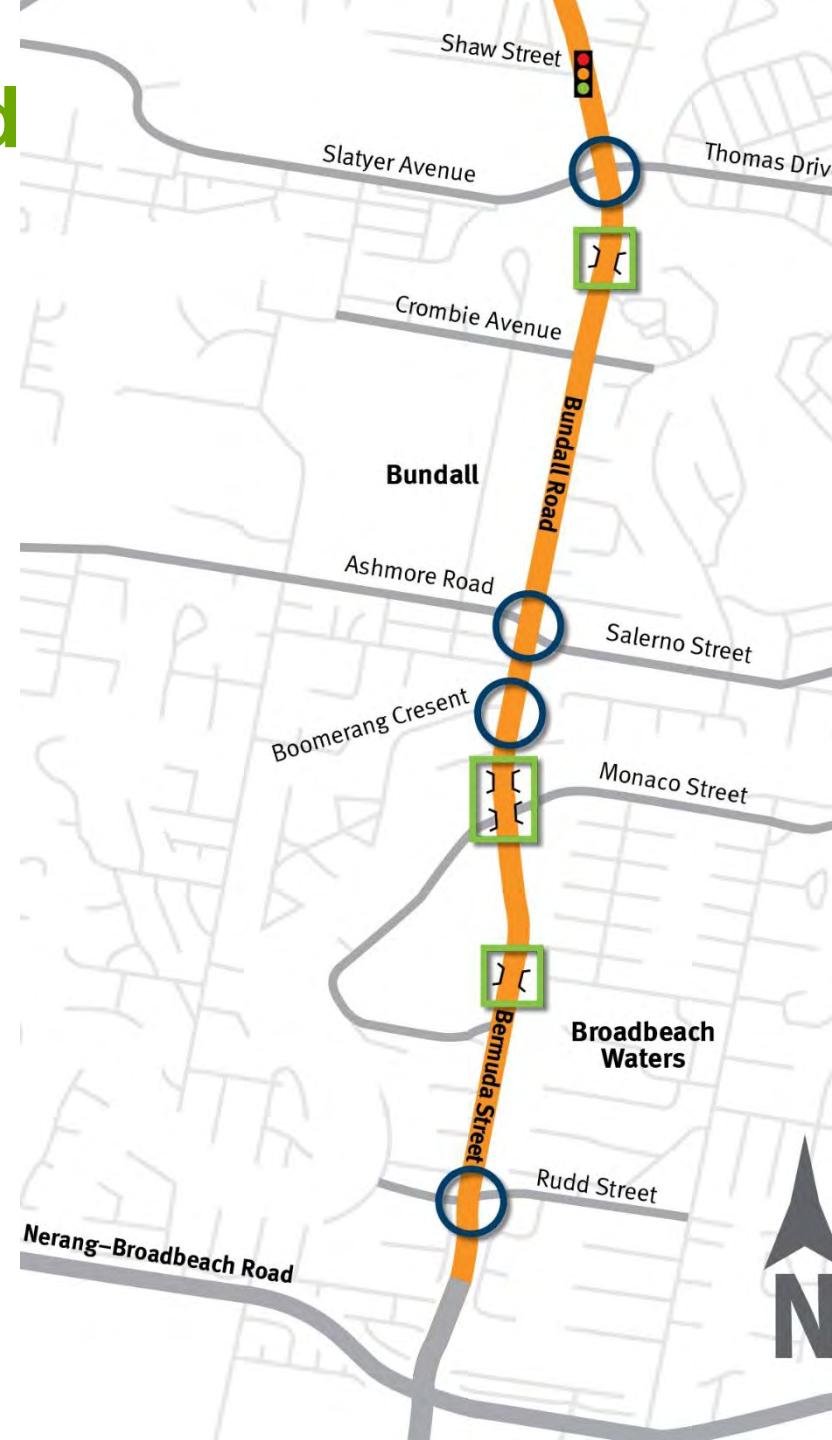 d
Shaw Street
Slatyer Avenue
Thomas Driv
Crombie Avenue
Bundall Road
Bundall
Ashmore Road
Salerno Street
Boomerang Cresent
Monaco Street
Broadbeach
Waters
Bermuda Street
Rudd Street
Nerang–Broadbeach Road
N